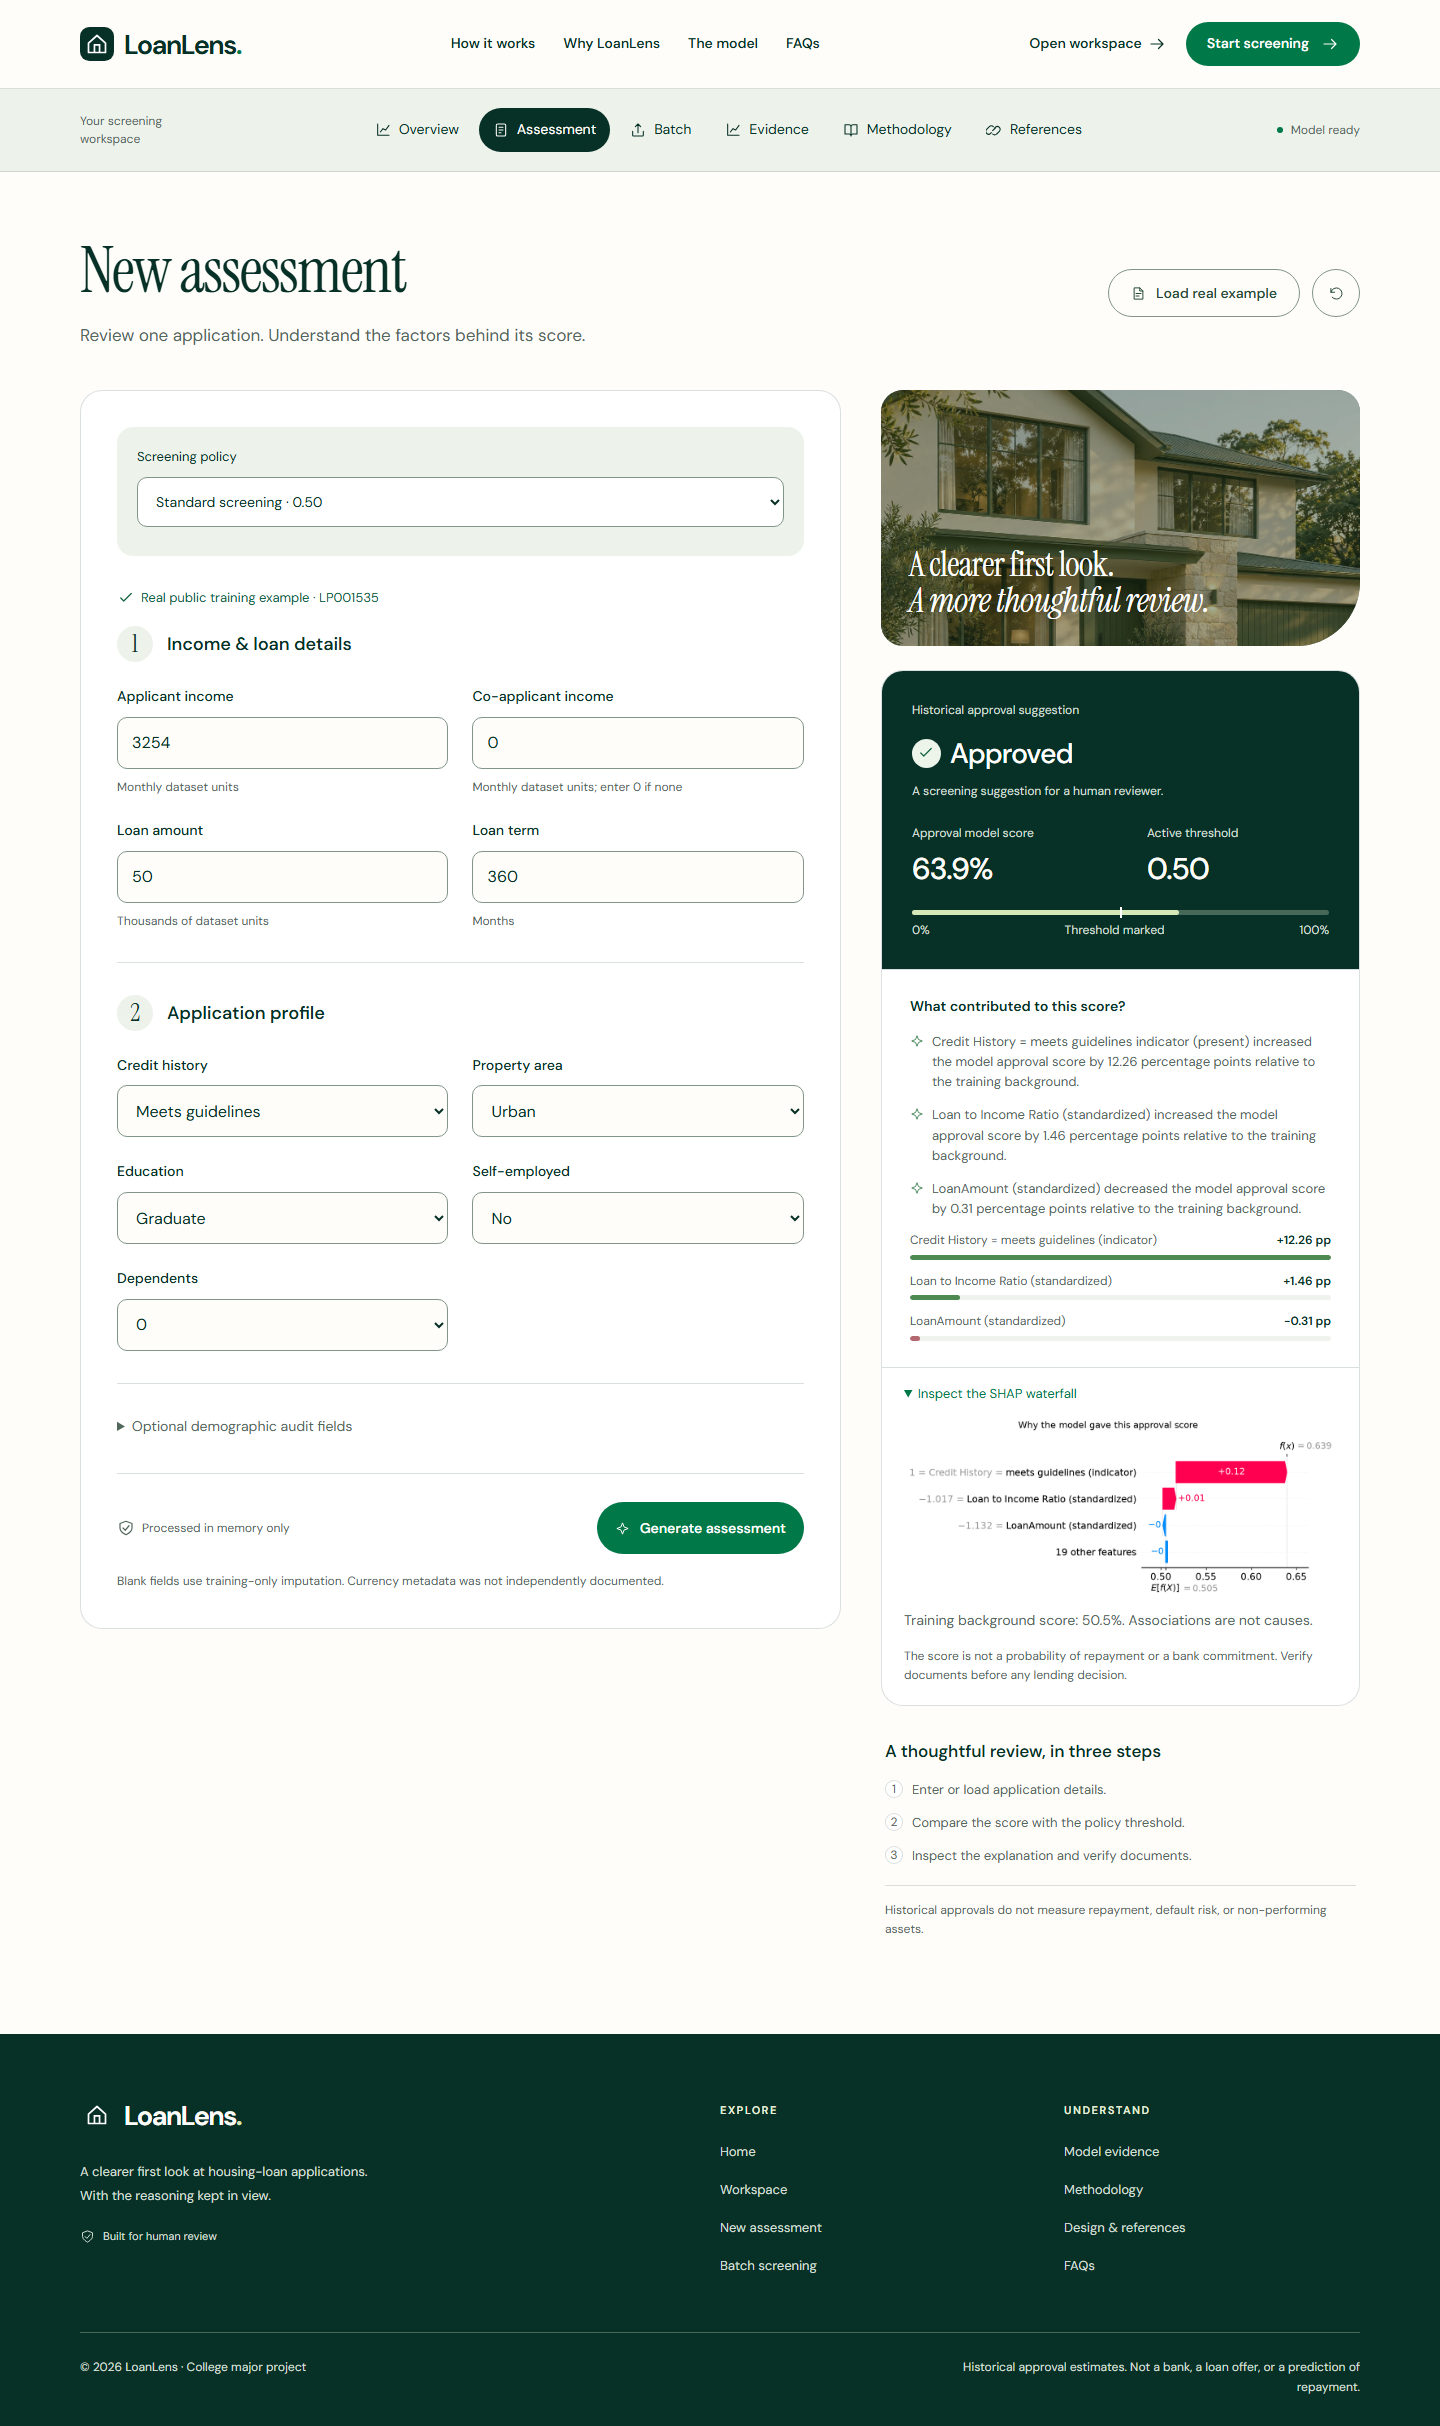 LoanLens.
How it works
Why LoanLens
The model
FAQs
Open workspace
Start screening
Your screening
workspace
Overview
Assessment
Batch
Evidence
Methodology
References
Model ready
New assessment
Review one application. Understand the factors behind its score.
Load real example
Screening policy
Standard screening · 0.50
Real public training example · LP001535
1
Income & loan details
Applicant income
Co-applicant income
3254
0
Monthly dataset units
Monthly dataset units; enter 0 if none
Loan amount
Loan term
50
360
Thousands of dataset units
Months
2
Application profile
Credit history
Property area
Meets guidelines
Urban
Education
Self-employed
Graduate
No
Dependents
0
Optional demographic audit fields
Processed in memory only
Generate assessment
Blank fields use training-only imputation. Currency metadata was not independently documented.
A clearer first look.
A more thoughtful review.
Historical approval suggestion
Approved
A screening suggestion for a human reviewer.
Approval model score
Active threshold
63.9%
0.50
0%
Threshold marked
100%
What contributed to this score?
Credit History = meets guidelines indicator (present) increased
the model approval score by 12.26 percentage points relative to
the training background.
Loan to Income Ratio (standardized) increased the model
approval score by 1.46 percentage points relative to the training
background.
LoanAmount (standardized) decreased the model approval score
by 0.31 percentage points relative to the training background.
Credit History = meets guidelines (indicator)
+12.26 pp
Loan to Income Ratio (standardized)
+1.46 pp
LoanAmount (standardized)
-0.31 pp
Inspect the SHAP waterfall
Why the model gave this approval score
f(x) = 0.639
1 = Credit History = meets guidelines (indicator)
+0.12
−1.017 = Loan to Income Ratio (standardized)
+0.01
−1.132 = LoanAmount (standardized)
−0
19 other features
−0
0.50
0.55
0.60
0.65
E[f(X)] = 0.505
Training background score: 50.5%. Associations are not causes.
The score is not a probability of repayment or a bank commitment. Verify
documents before any lending decision.
A thoughtful review, in three steps
1
Enter or load application details.
2
Compare the score with the policy threshold.
3
Inspect the explanation and verify documents.
Historical approvals do not measure repayment, default risk, or non-performing
assets.
LoanLens.
A clearer first look at housing-loan applications.
With the reasoning kept in view.
Built for human review
EXPLORE
Home
Workspace
New assessment
Batch screening
UNDERSTAND
Model evidence
Methodology
Design & references
FAQs
© 2026 LoanLens · College major project
Historical approval estimates. Not a bank, a loan offer, or a prediction of
repayment.